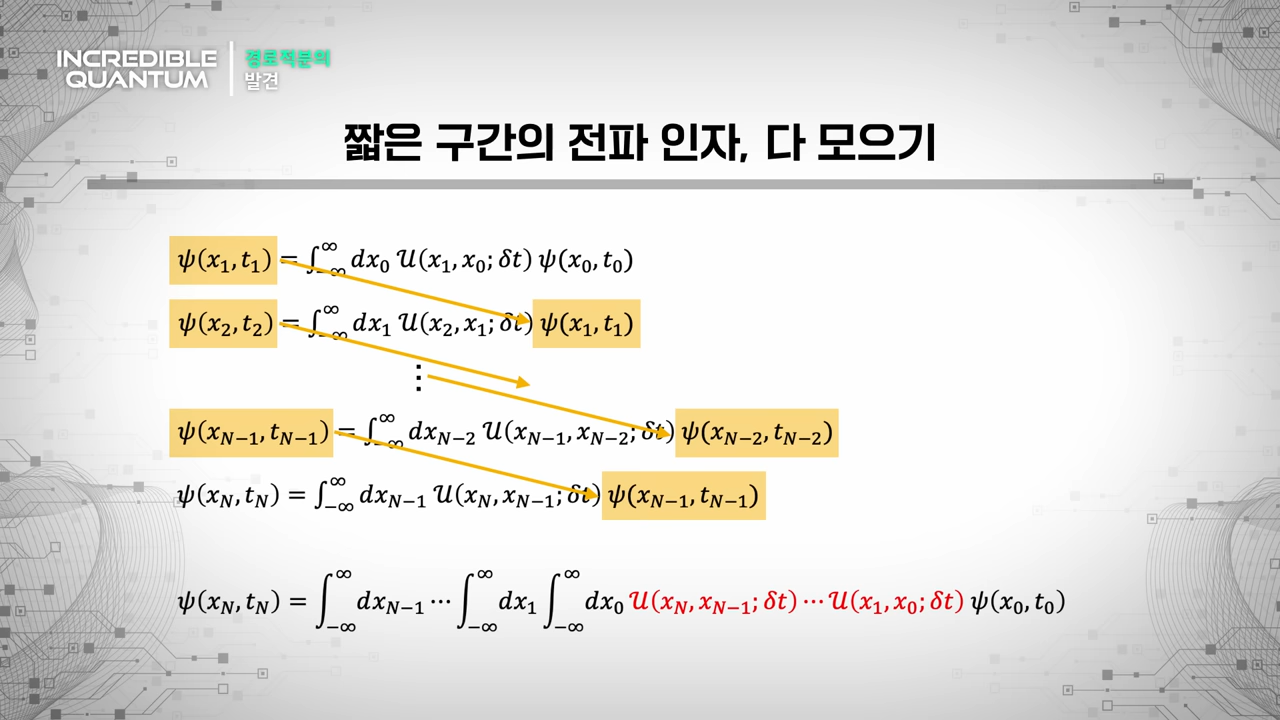 INCREDIBLE
QUANTUM
경로적분의
발견
짧은 구간의 전파 인자, 다 모으기
ψ(x₁, t₁) = ∫₋∞^∞ dx₀ 𝒰(x₁, x₀; δt) ψ(x₀, t₀)
ψ(x₂, t₂) = ∫₋∞^∞ dx₁ 𝒰(x₂, x₁; δt) ψ(x₁, t₁)
⋮
ψ(x_{N−1}, t_{N−1}) = ∫₋∞^∞ dx_{N−2} 𝒰(x_{N−1}, x_{N−2}; δt) ψ(x_{N−2}, t_{N−2})
ψ(x_N, t_N) = ∫₋∞^∞ dx_{N−1} 𝒰(x_N, x_{N−1}; δt) ψ(x_{N−1}, t_{N−1})
ψ(x_N, t_N) = ∫₋∞^∞ dx_{N−1} ⋯ ∫₋∞^∞ dx₁ ∫₋∞^∞ dx₀ 𝒰(x_N, x_{N−1}; δt) ⋯ 𝒰(x₁, x₀; δt) ψ(x₀, t₀)